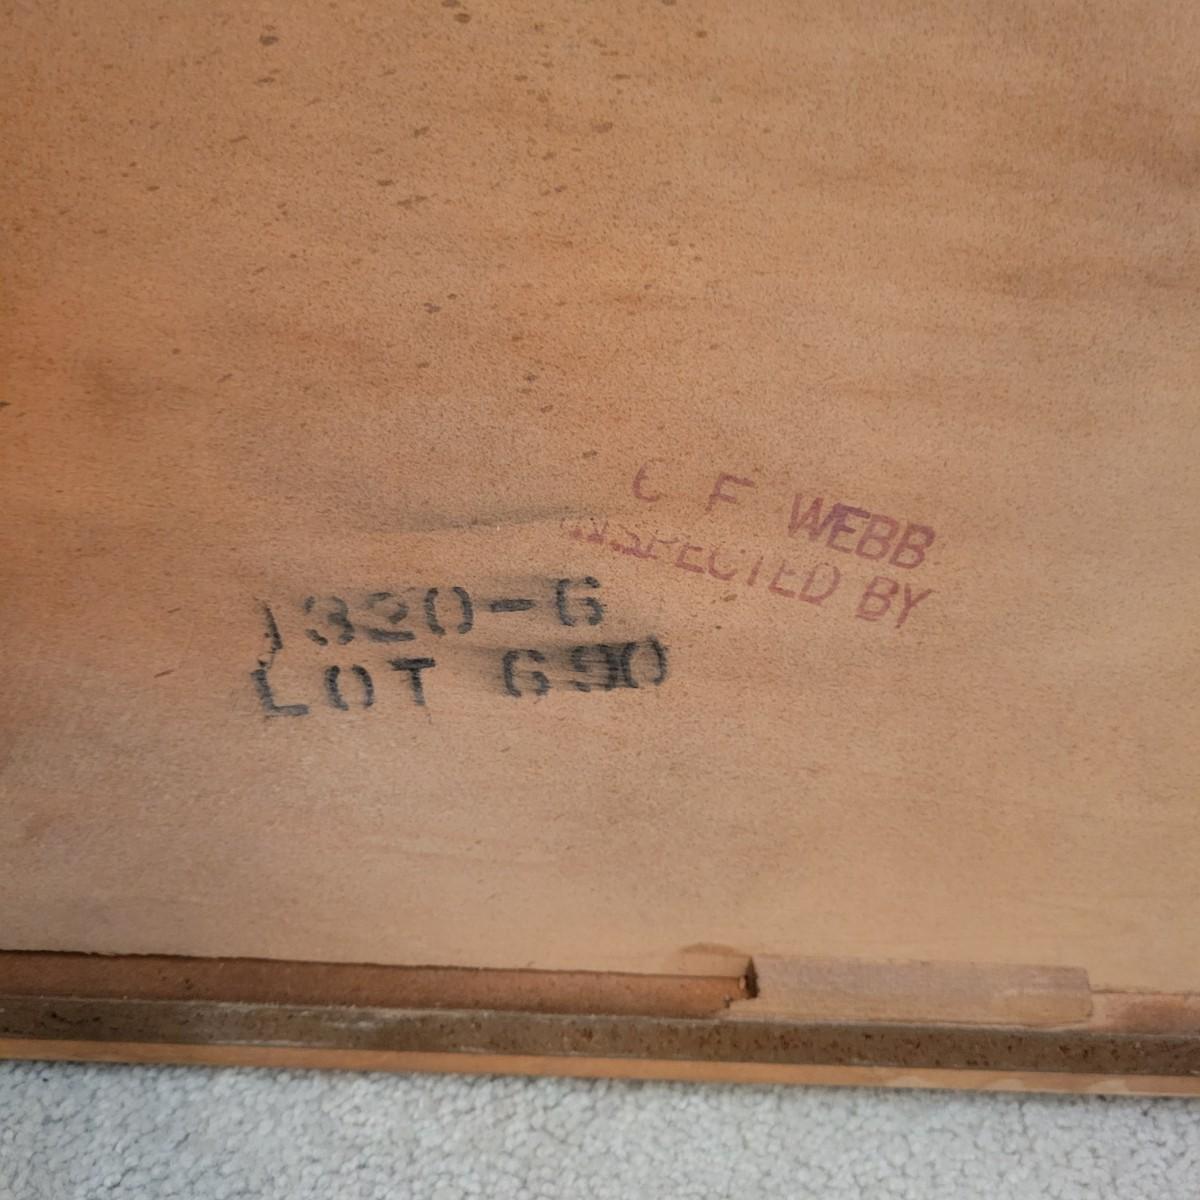 C F WEBB
INSPECTED BY
1320-6
LOT 690